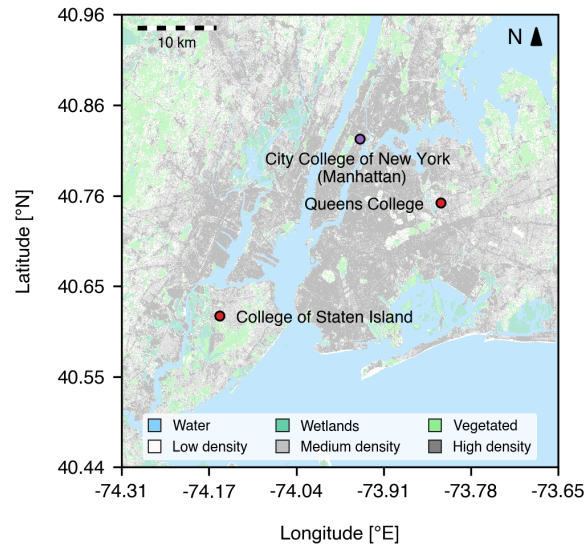 40.96
10 km
N
40.86
City College of New York
(Manhattan)
40.76
Queens College
Latitude [°N]
40.65
College of Staten Island
40.55
Water
Wetlands
Vegetated
Low density
Medium density
High density
40.44
-74.31
-74.17
-74.04
-73.91
-73.78
-73.65
Longitude [°E]